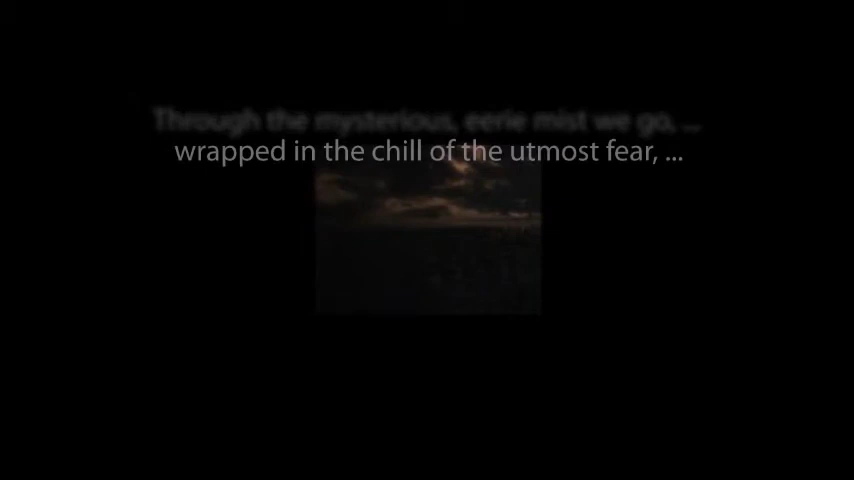 Through the mysterious, eerie mist we go, ...
wrapped in the chill of the utmost fear, ...